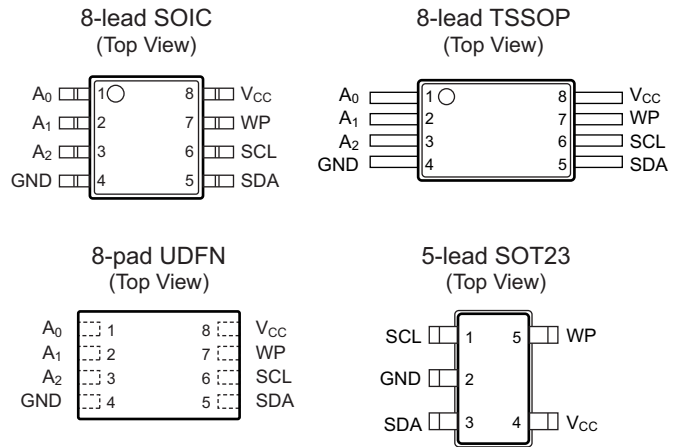 8-lead SOIC
(Top View)
A0 1 8 VCC
A1 2 7 WP
A2 3 6 SCL
GND 4 5 SDA
8-lead TSSOP
(Top View)
A0 1 8 VCC
A1 2 7 WP
A2 3 6 SCL
GND 4 5 SDA
8-pad UDFN
(Top View)
A0 1 8 VCC
A1 2 7 WP
A2 3 6 SCL
GND 4 5 SDA
5-lead SOT23
(Top View)
SCL 1 5 WP
GND 2
SDA 3 4 VCC